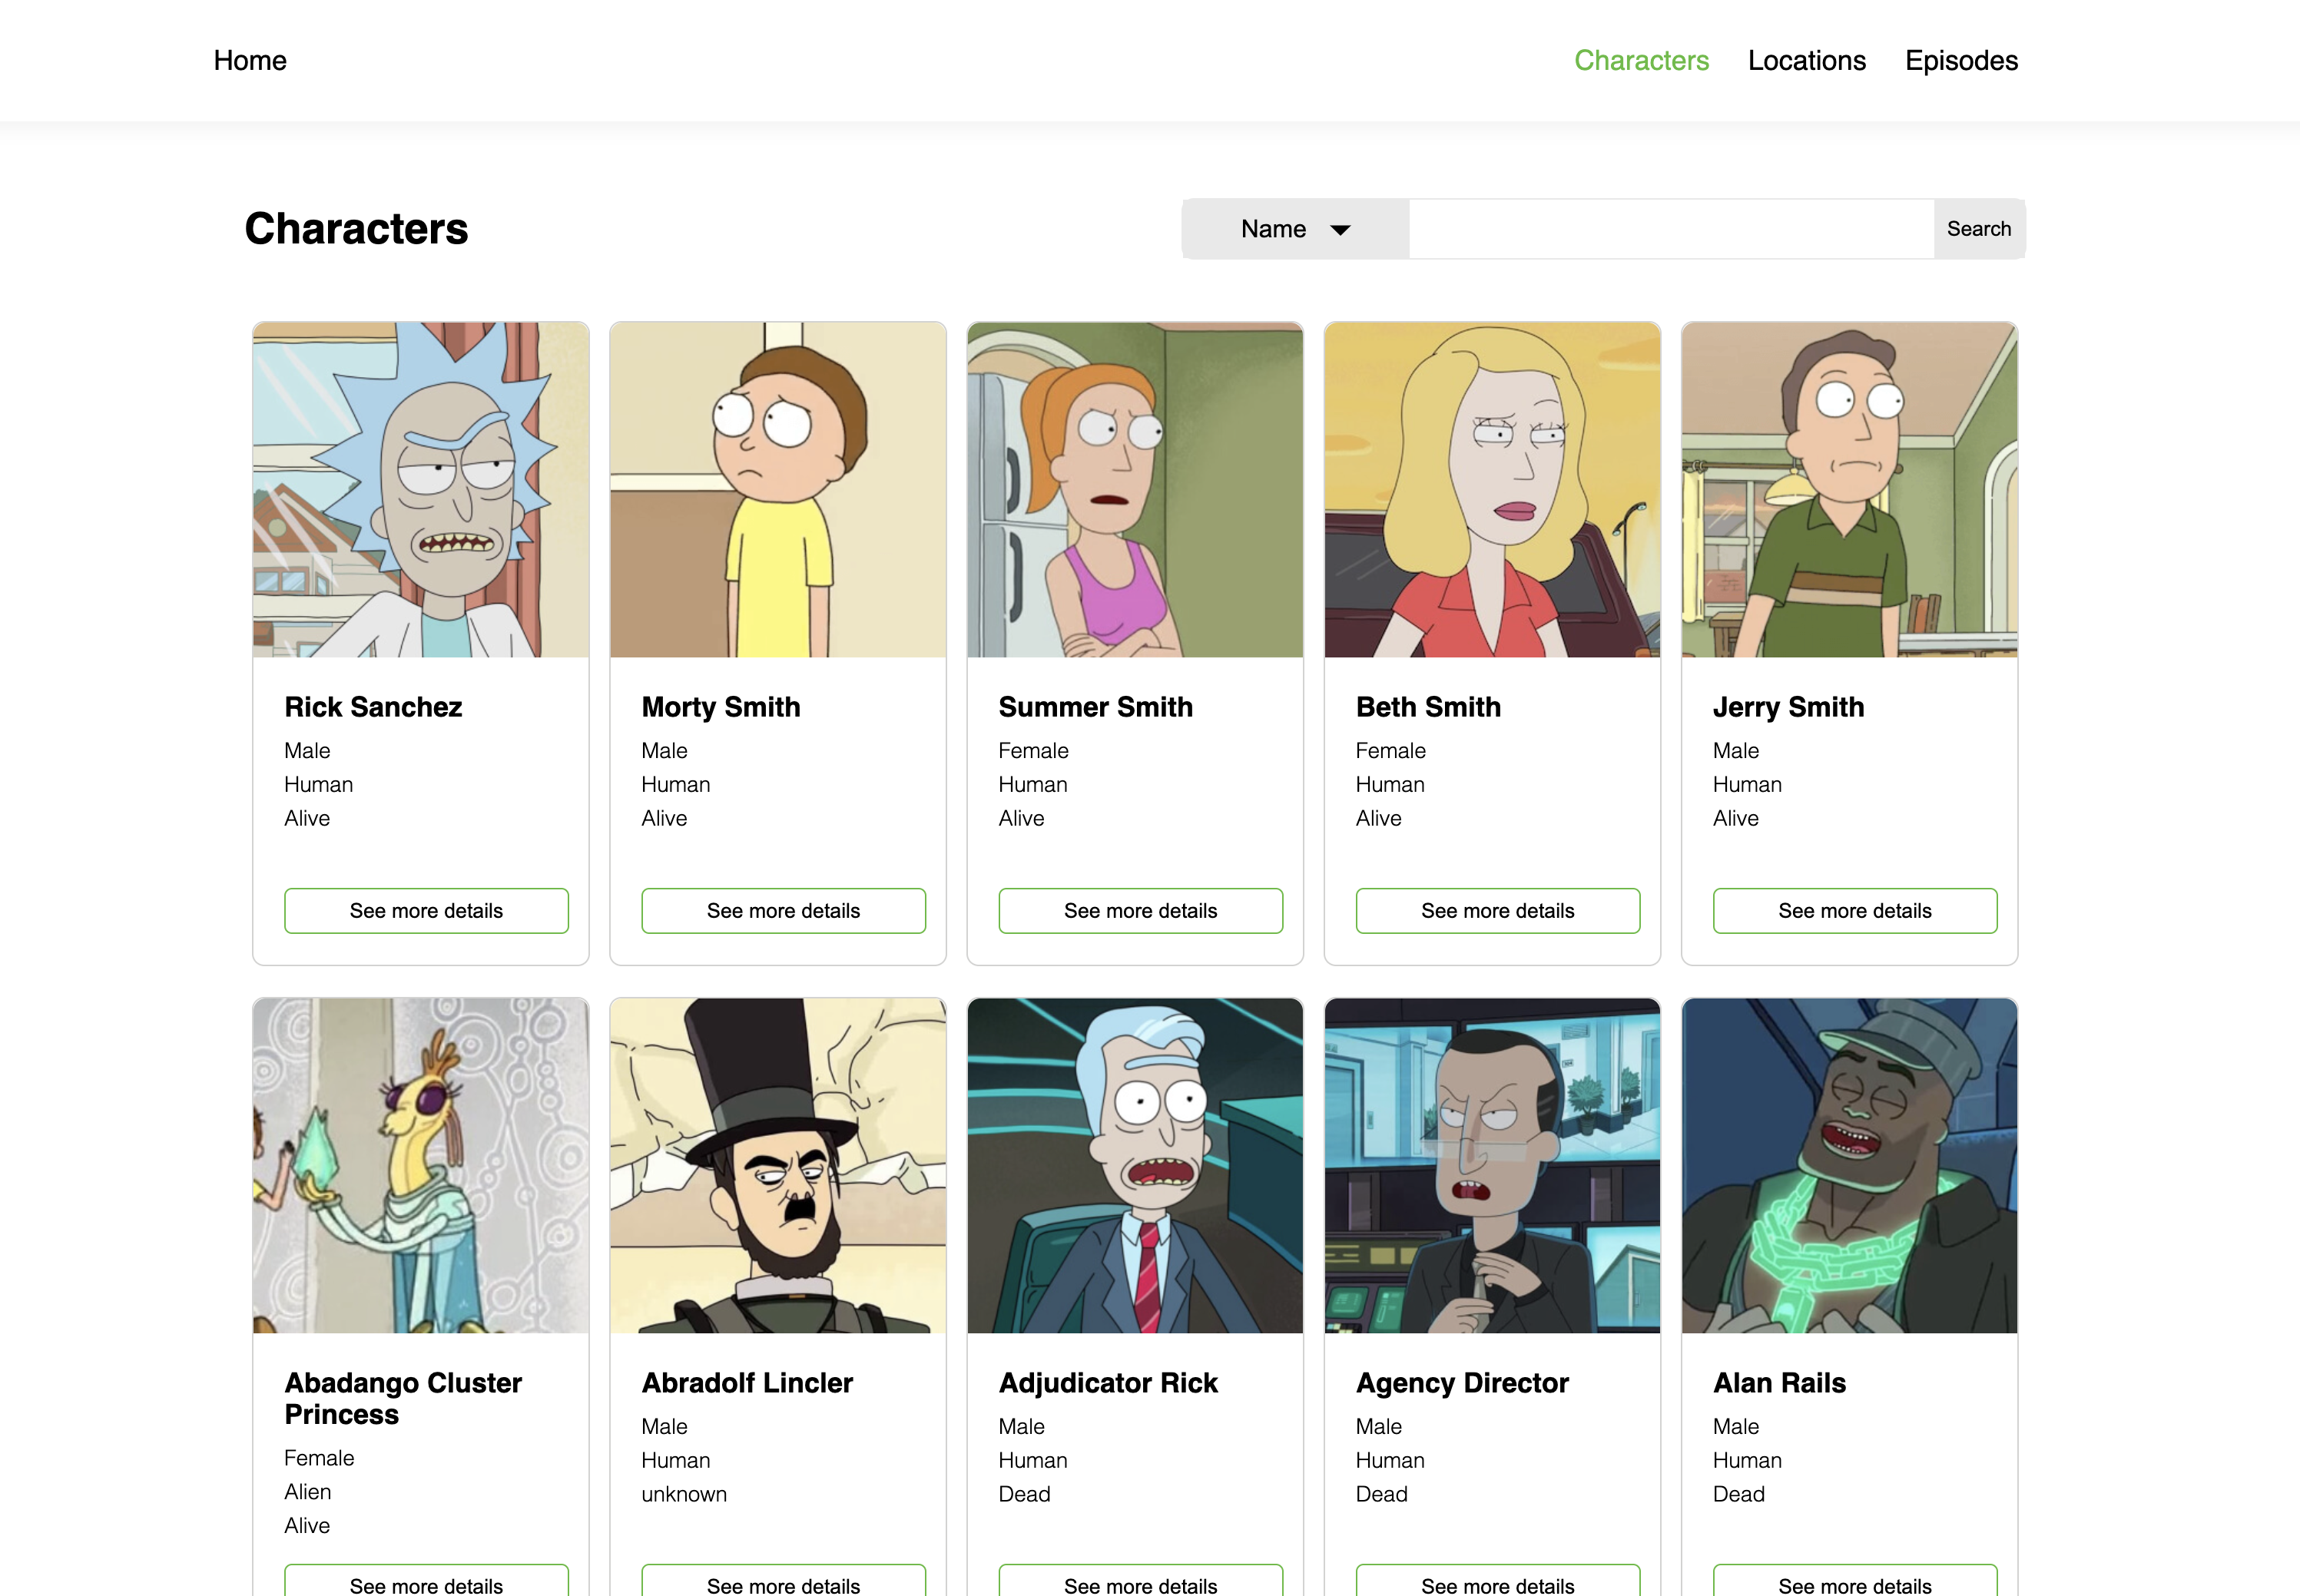 Home
Characters Locations Episodes
Characters
Name
Search
Rick Sanchez
Male
Human
Alive
See more details
Morty Smith
Male
Human
Alive
See more details
Summer Smith
Female
Human
Alive
See more details
Beth Smith
Female
Human
Alive
See more details
Jerry Smith
Male
Human
Alive
See more details
Abadango Cluster
Princess
Female
Alien
Alive
See more details
Abradolf Lincler
Male
Human
unknown
See more details
Adjudicator Rick
Male
Human
Dead
See more details
Agency Director
Male
Human
Dead
See more details
Alan Rails
Male
Human
Dead
See more details